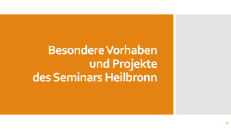 Besondere Vorhaben
und Projekte
des Seminars Heilbronn